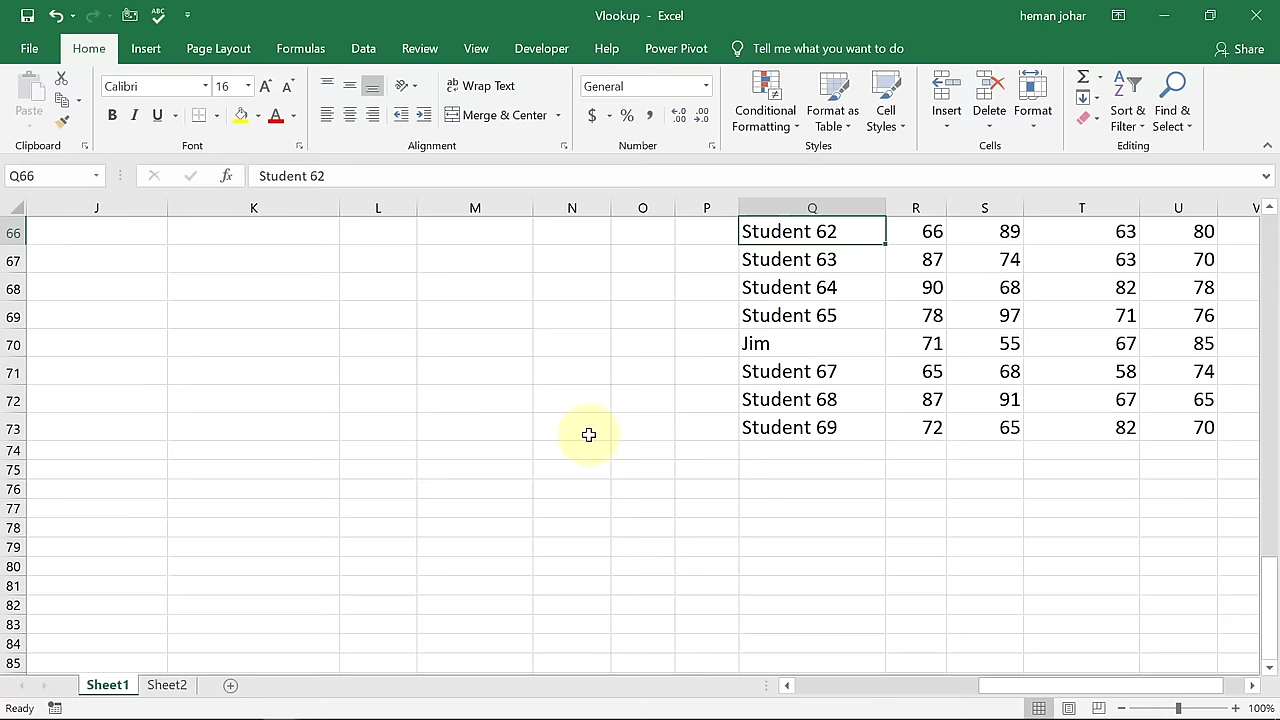 Vlookup - Excel
heman johar
File Home Insert Page Layout Formulas Data Review View Developer Help Power Pivot Tell me what you want to do Share
Paste
Calibri 16
B I U
Wrap Text
Merge & Center
General
$ % ,
Conditional Formatting
Format as Table
Cell Styles
Insert
Delete
Format
Sort & Filter
Find & Select
Clipboard Font Alignment Number Styles Cells Editing
Q66 fx Student 62
J K L M N O P Q R S T U V
66 Student 62 66 89 63 80
67 Student 63 87 74 63 70
68 Student 64 90 68 82 78
69 Student 65 78 97 71 76
70 Jim 71 55 67 85
71 Student 67 65 68 58 74
72 Student 68 87 91 67 65
73 Student 69 72 65 82 70
74
75
76
77
78
79
80
81
82
83
84
85
Sheet1 Sheet2
Ready 100%